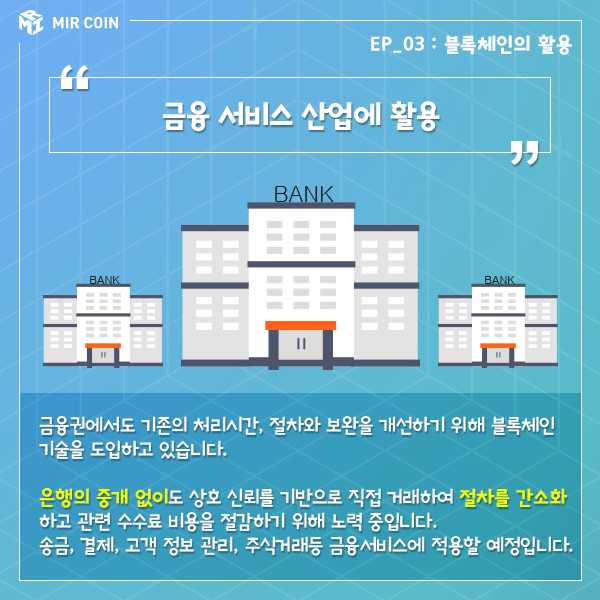 MIR COIN
EP_03 : 블록체인의 활용
“
금융 서비스 산업에 활용
”
BANK
BANK
BANK
금융권에서도 기존의 처리시간, 절차와 보완을 개선하기 위해 블록체인
기술을 도입하고 있습니다.
은행의 중개 없이도 상호 신뢰를 기반으로 직접 거래하여 절차를 간소화
하고 관련 수수료 비용을 절감하기 위해 노력 중입니다.
송금, 결제, 고객 정보 관리, 주식거래등 금융서비스에 적용할 예정입니다.